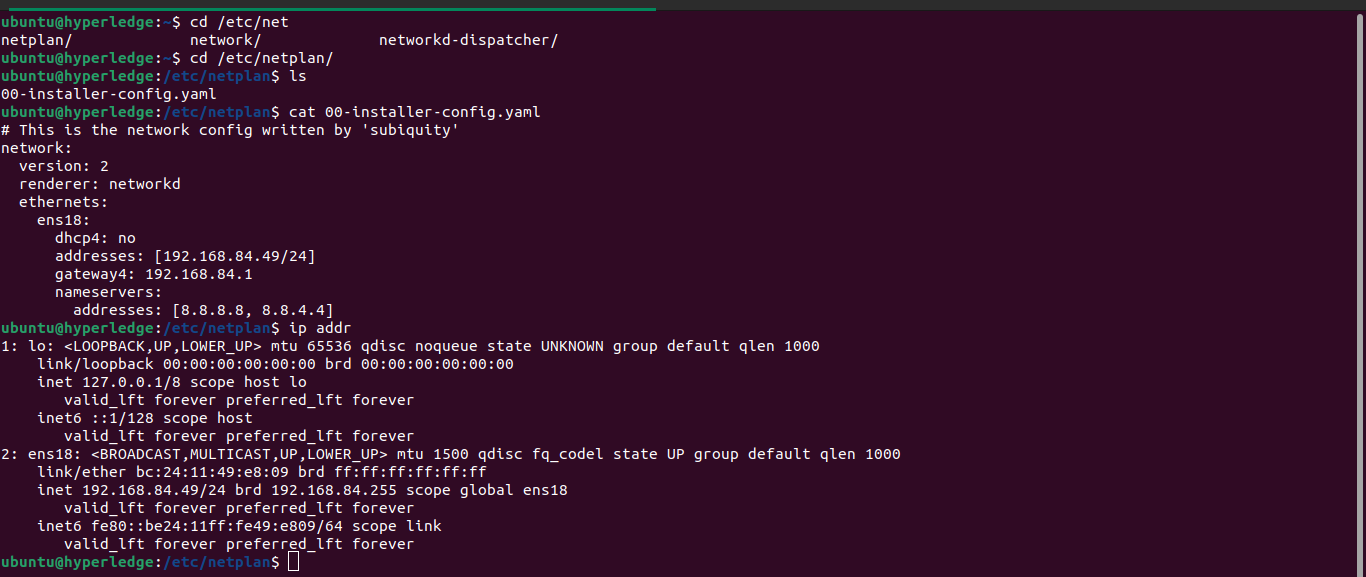 ubuntu@hyperledge:~$ cd /etc/net
netplan/             network/             networkd-dispatcher/
ubuntu@hyperledge:~$ cd /etc/netplan/
ubuntu@hyperledge:/etc/netplan$ ls
00-installer-config.yaml
ubuntu@hyperledge:/etc/netplan$ cat 00-installer-config.yaml
# This is the network config written by 'subiquity'
network:
  version: 2
  renderer: networkd
  ethernets:
    ens18:
      dhcp4: no
      addresses: [192.168.84.49/24]
      gateway4: 192.168.84.1
      nameservers:
        addresses: [8.8.8.8, 8.8.4.4]
ubuntu@hyperledge:/etc/netplan$ ip addr
1: lo: <LOOPBACK,UP,LOWER_UP> mtu 65536 qdisc noqueue state UNKNOWN group default qlen 1000
    link/loopback 00:00:00:00:00:00 brd 00:00:00:00:00:00
    inet 127.0.0.1/8 scope host lo
       valid_lft forever preferred_lft forever
    inet6 ::1/128 scope host
       valid_lft forever preferred_lft forever
2: ens18: <BROADCAST,MULTICAST,UP,LOWER_UP> mtu 1500 qdisc fq_codel state UP group default qlen 1000
    link/ether bc:24:11:49:e8:09 brd ff:ff:ff:ff:ff:ff
    inet 192.168.84.49/24 brd 192.168.84.255 scope global ens18
       valid_lft forever preferred_lft forever
    inet6 fe80::be24:11ff:fe49:e809/64 scope link
       valid_lft forever preferred_lft forever
ubuntu@hyperledge:/etc/netplan$